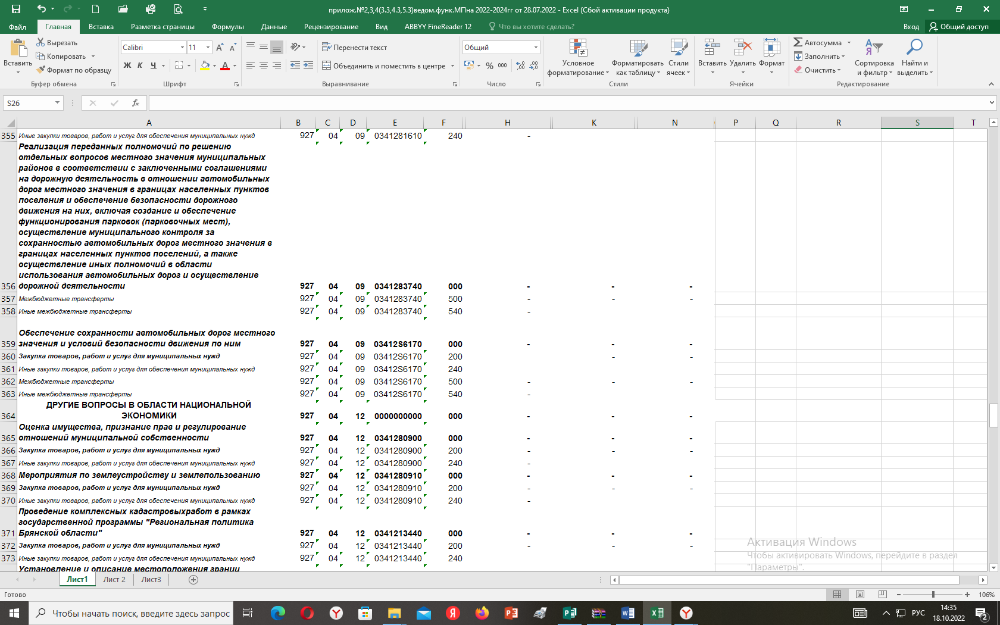 прилож.№2,3,4(3.3,4.3,5.3)ведом.функ.МПна 2022-2024гг от 28.07.2022 - Excel (Сбой активации продукта)
Файл Главная Вставка Разметка страницы Формулы Данные Рецензирование Вид ABBYY FineReader 12 Что вы хотите сделать? Вход Общий доступ
Вставить
Вырезать
Копировать
Формат по образцу
Буфер обмена
Calibri 11
Ж К Ч А
Шрифт
Перенести текст
Объединить и поместить в центре
Выравнивание
Общий
% 000
Число
Условное форматирование
Форматировать как таблицу
Стили ячеек
Стили
Вставить Удалить Формат
Ячейки
Автосумма
Заполнить
Очистить
Сортировка и фильтр
Найти и выделить
Редактирование
S26 fx
A B C D E F H K N P Q R S T
355 Иные закупки товаров, работ и услуг для обеспечения муниципальных нужд 927 04 09 0341281610 240 -
Реализация переданных полномочий по решению
отдельных вопросов местного значения муниципальных
районов в соответствии с заключенными соглашениями
на дорожную деятельность в отношении автомобильных
дорог местного значения в границах населенных пунктов
поселения и обеспечение безопасности дорожного
движения на них, включая создание и обеспечение
функционирования парковок (парковочных мест),
осуществление муниципального контроля за
сохранностью автомобильных дорог местного значения в
границах населенных пунктов поселений, а также
осуществление иных полномочий в области
использования автомобильных дорог и осуществление
356 дорожной деятельности 927 04 09 0341283740 000 - - -
357 Межбюджетные трансферты 927 04 09 0341283740 500 - - -
358 Иные межбюджетные трансферты 927 04 09 0341283740 540 -
Обеспечение сохранности автомобильных дорог местного
359 значения и условий безопасности движения по ним 927 04 09 03412S6170 000 - - -
360 Закупка товаров, работ и услуг для муниципальных нужд 927 04 09 03412S6170 200 - -
361 Иные закупки товаров, работ и услуг для обеспечения муниципальных нужд 927 04 09 03412S6170 240
362 Межбюджетные трансферты 927 04 09 03412S6170 500 - - -
363 Иные межбюджетные трансферты 927 04 09 03412S6170 540 -
ДРУГИЕ ВОПРОСЫ В ОБЛАСТИ НАЦИОНАЛЬНОЙ
364 ЭКОНОМИКИ 927 04 12 0000000000 000 - - -
Оценка имущества, признание прав и регулирование
365 отношений муниципальной собственности 927 04 12 0341280900 000 - - -
366 Закупка товаров, работ и услуг для муниципальных нужд 927 04 12 0341280900 200 - - -
367 Иные закупки товаров, работ и услуг для обеспечения муниципальных нужд 927 04 12 0341280900 240 -
368 Мероприятия по землеустройству и землепользованию 927 04 12 0341280910 000 - - -
369 Закупка товаров, работ и услуг для муниципальных нужд 927 04 12 0341280910 200 - - -
370 Иные закупки товаров, работ и услуг для обеспечения муниципальных нужд 927 04 12 0341280910 240 -
Проведение комплексных кадастровыхработ в рамках
государственной программы "Региональная политика
371 Брянской области" 927 04 12 0341213440 000 - - -
372 Закупка товаров, работ и услуг для муниципальных нужд 927 04 12 0341213440 200 - - -
373 Иные закупки товаров, работ и услуг для обеспечения муниципальных нужд 927 04 12 0341213440 240
Установление и описание местоположения границ
Активация Windows
Чтобы активировать Windows, перейдите в раздел
"Параметры".
Лист1 Лист 2 Лист3
Готово 106%
Чтобы начать поиск, введите здесь запрос
РУС 14:35
18.10.2022 2